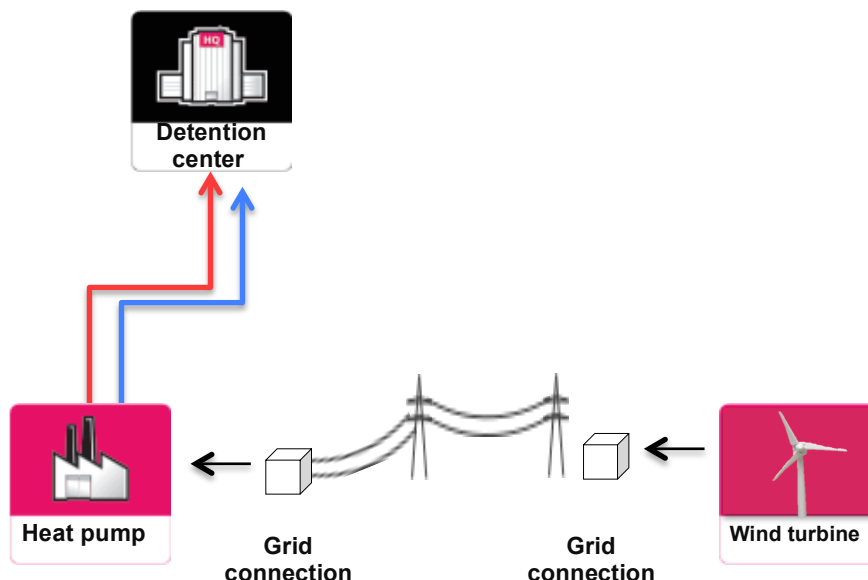 HQ
Detention
center
Heat pump
Grid
connection
Grid
connection
Wind turbine